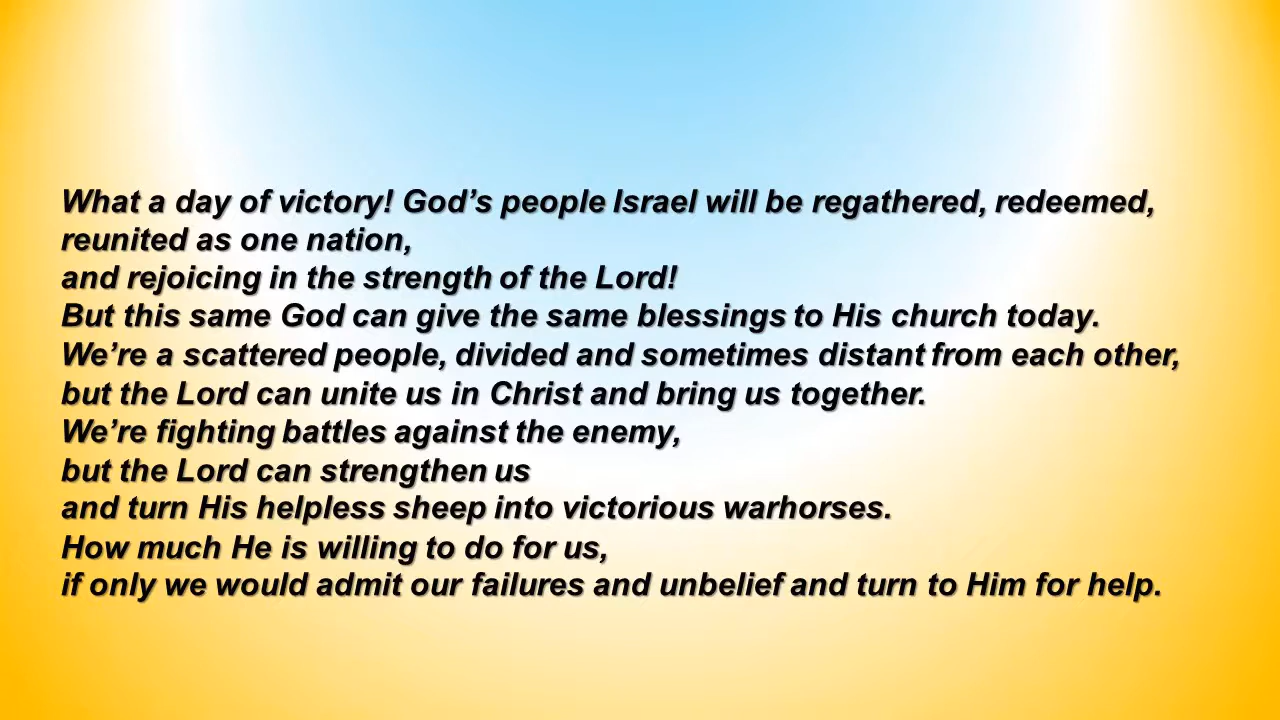 What a day of victory! God’s people Israel will be regathered, redeemed,
reunited as one nation,
and rejoicing in the strength of the Lord!
But this same God can give the same blessings to His church today.
We’re a scattered people, divided and sometimes distant from each other,
but the Lord can unite us in Christ and bring us together.
We’re fighting battles against the enemy,
but the Lord can strengthen us
and turn His helpless sheep into victorious warhorses.
How much He is willing to do for us,
if only we would admit our failures and unbelief and turn to Him for help.